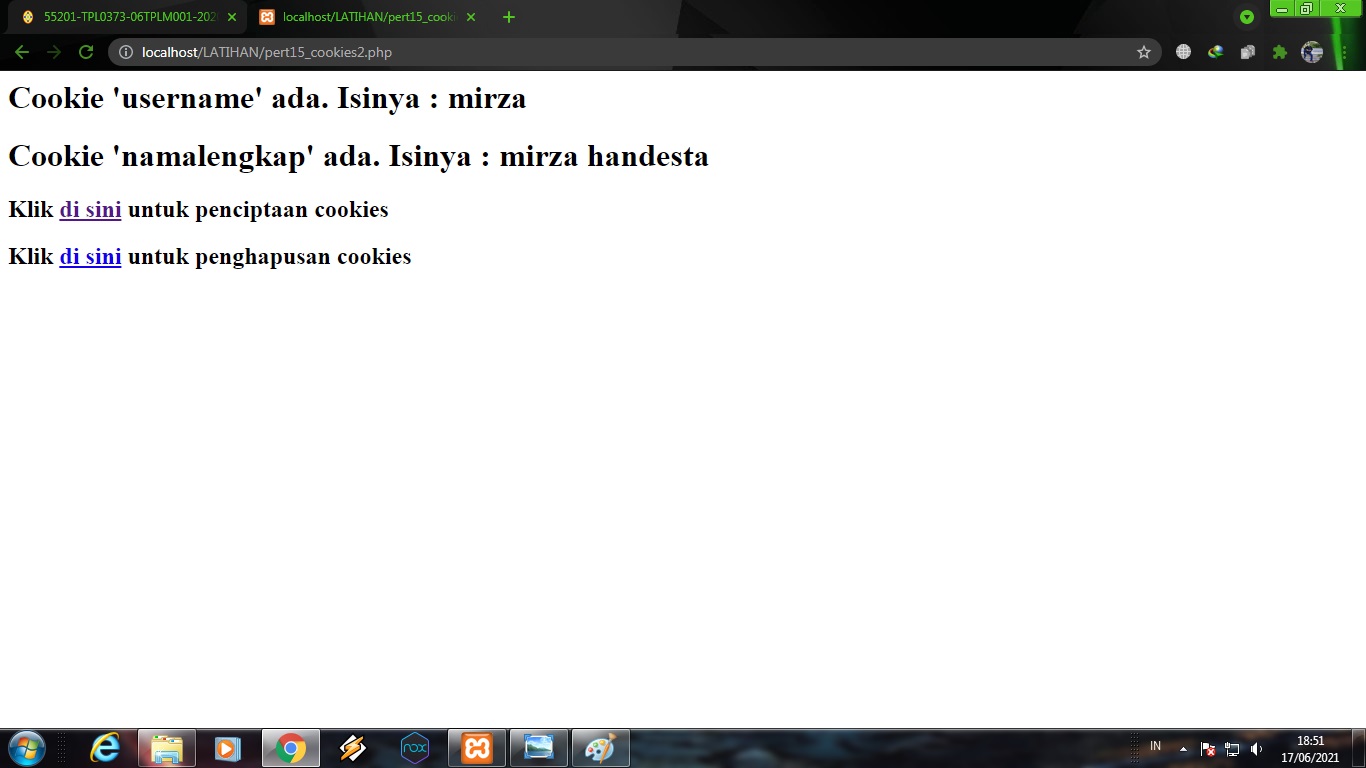 55201-TPL0373-06TPLM001-202
localhost/LATIHAN/pert15_cooki
localhost/LATIHAN/pert15_cookies2.php
Cookie 'username' ada. Isinya : mirza
Cookie 'namalengkap' ada. Isinya : mirza handesta
Klik di sini untuk penciptaan cookies
Klik di sini untuk penghapusan cookies
nox
IN
18:51
17/06/2021